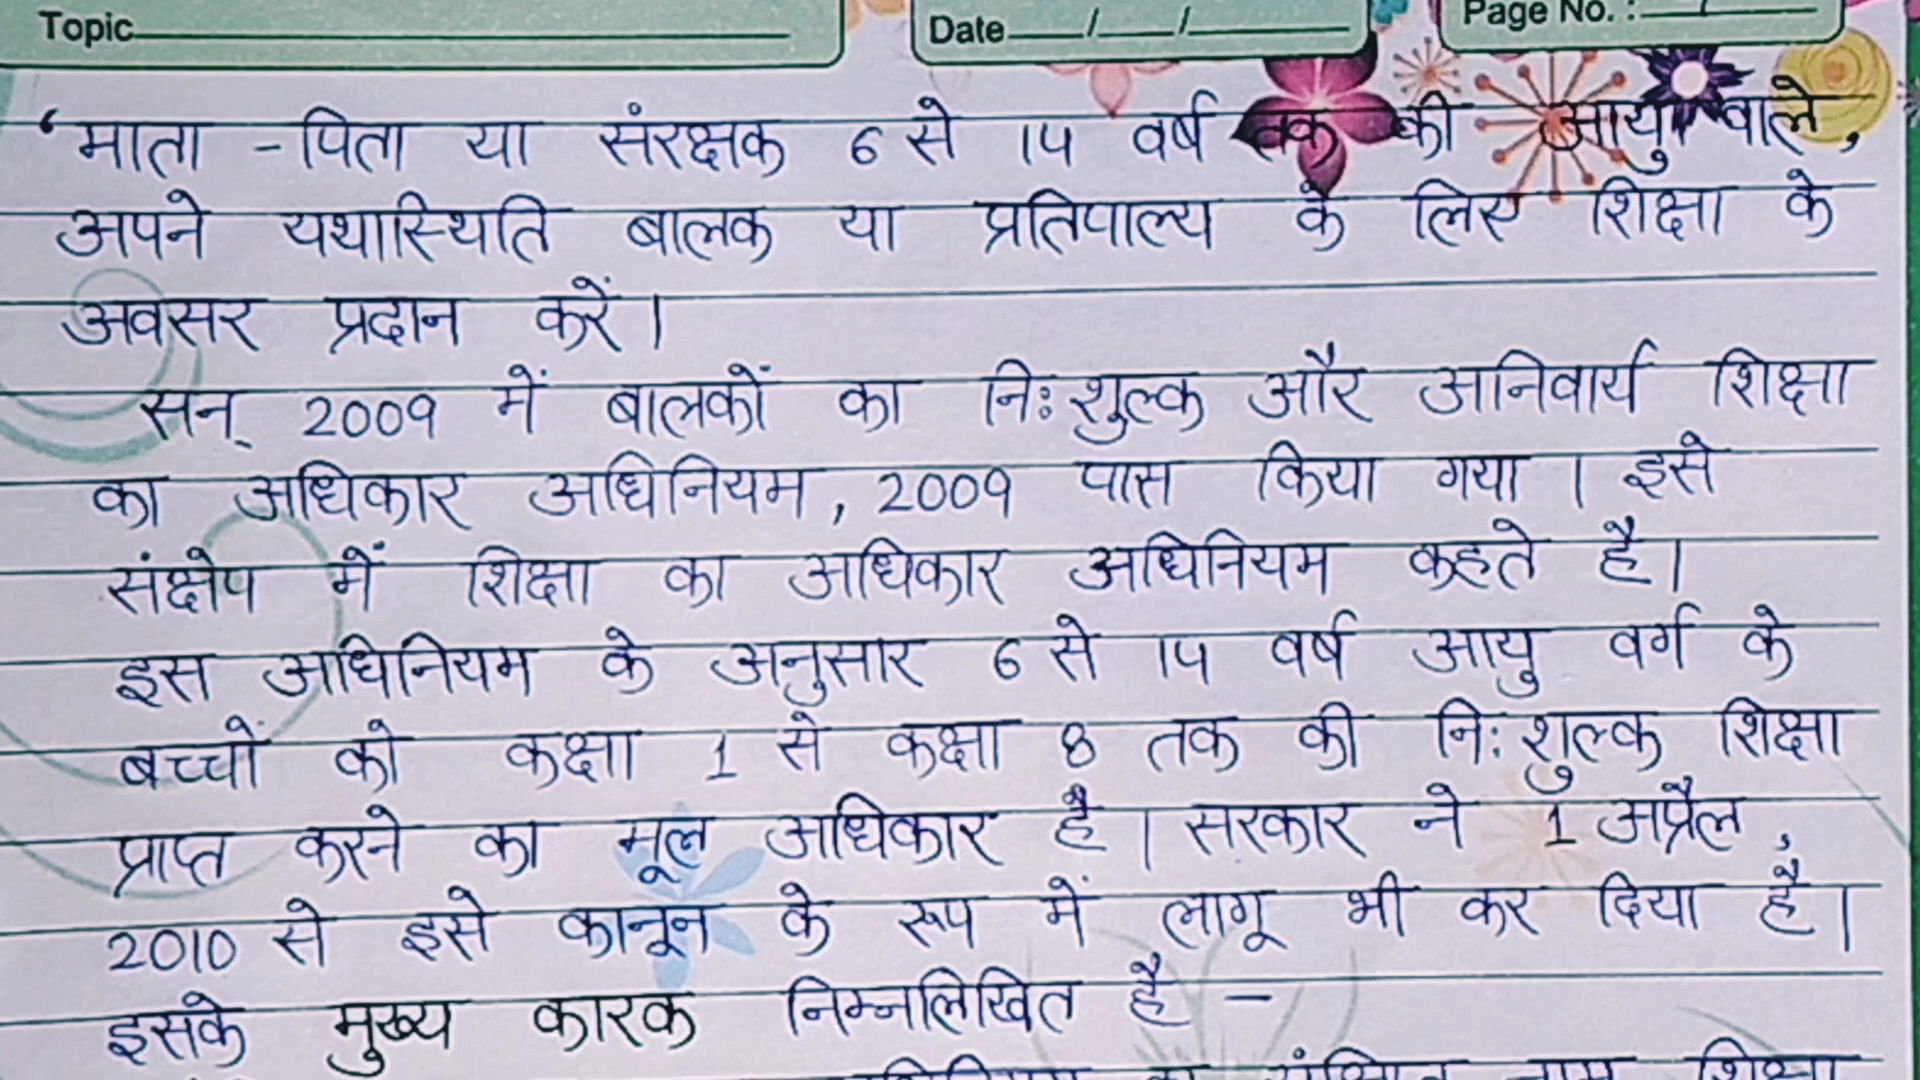 Topic Date / / Page No. :
‘माता - पिता या संरक्षक 6 से 14 वर्ष तक की आयु वाले,
अपने यथास्थिति बालक या प्रतिपाल्य के लिए शिक्षा के
अवसर प्रदान करें।
सन् 2009 में बालकों का निःशुल्क और अनिवार्य शिक्षा
का अधिकार अधिनियम, 2009 पास किया गया। इसे
संक्षेप में शिक्षा का अधिकार अधिनियम कहते है।
इस अधिनियम के अनुसार 6 से 14 वर्ष आयु वर्ग के
बच्चों को कक्षा 1 से कक्षा 8 तक की निःशुल्क शिक्षा
प्राप्त करने का मूल अधिकार है। सरकार ने 1 अप्रैल,
2010 से इसे कानून के रूप में लागू भी कर दिया है।
इसके मुख्य कारक निम्नलिखित है -
नाम शिक्षा